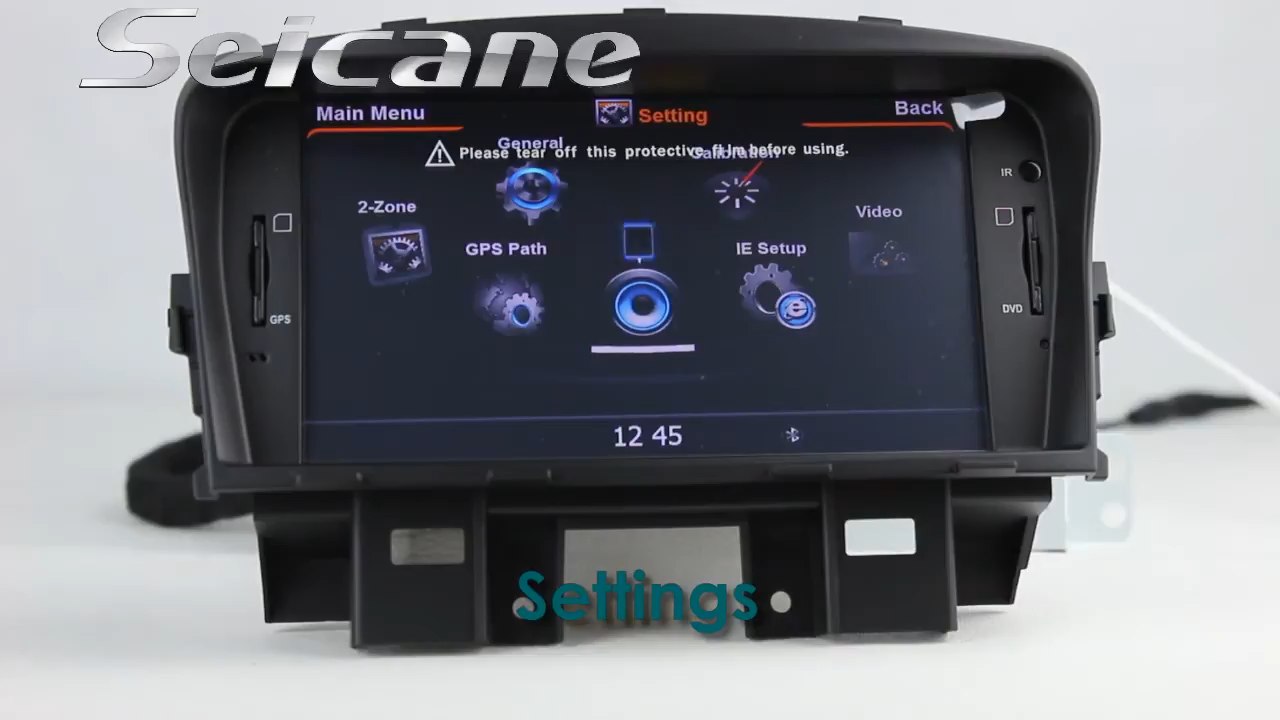 Seicane
Main Menu
Setting
Back
General
Calibration
Please tear off this protective film before using.
IR
2-Zone
Video
GPS Path
IE Setup
GPS
DVD
12 45
Settings